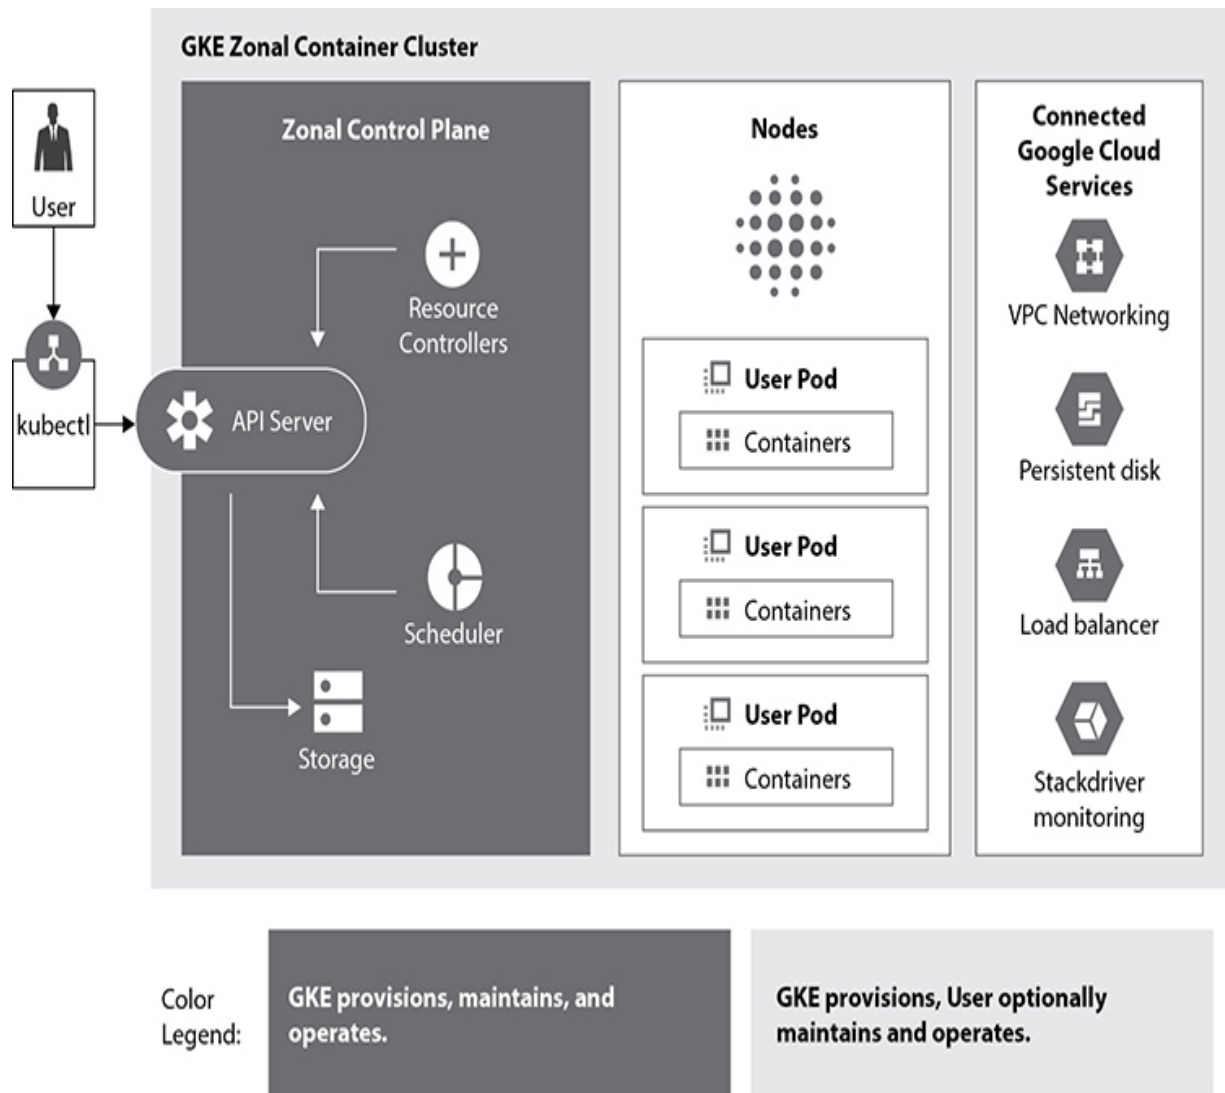 GKE Zonal Container Cluster
User
kubectl
Zonal Control Plane
Resource
Controllers
API Server
Scheduler
Storage
Nodes
User Pod
Containers
User Pod
Containers
User Pod
Containers
Connected
Google Cloud
Services
VPC Networking
Persistent disk
Load balancer
Stackdriver
monitoring
Color
Legend:
GKE provisions, maintains, and
operates.
GKE provisions, User optionally
maintains and operates.